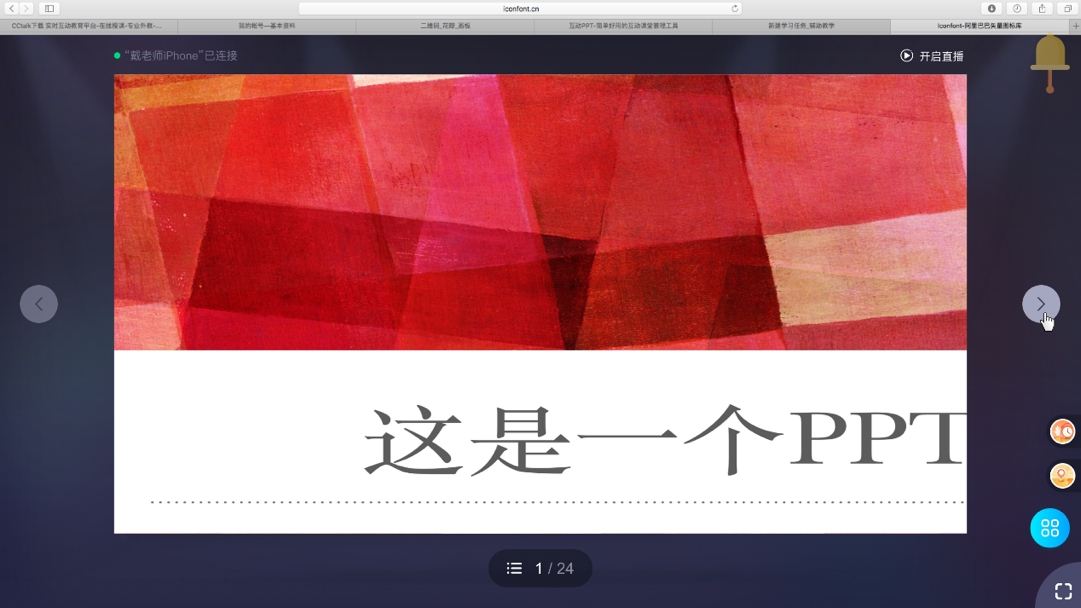 iconfont.cn
CCtalk下载 实时互动教育平台-在线授课-专业外教-...
我的帐号—基本资料
二维码_花瓣_画板
互动PPT-简单好用的互动课堂管理工具
新建学习任务_辅助教学
Iconfont-阿里巴巴矢量图标库
“戴老师iPhone”已连接
开启直播
这是一个PPT
1 / 24